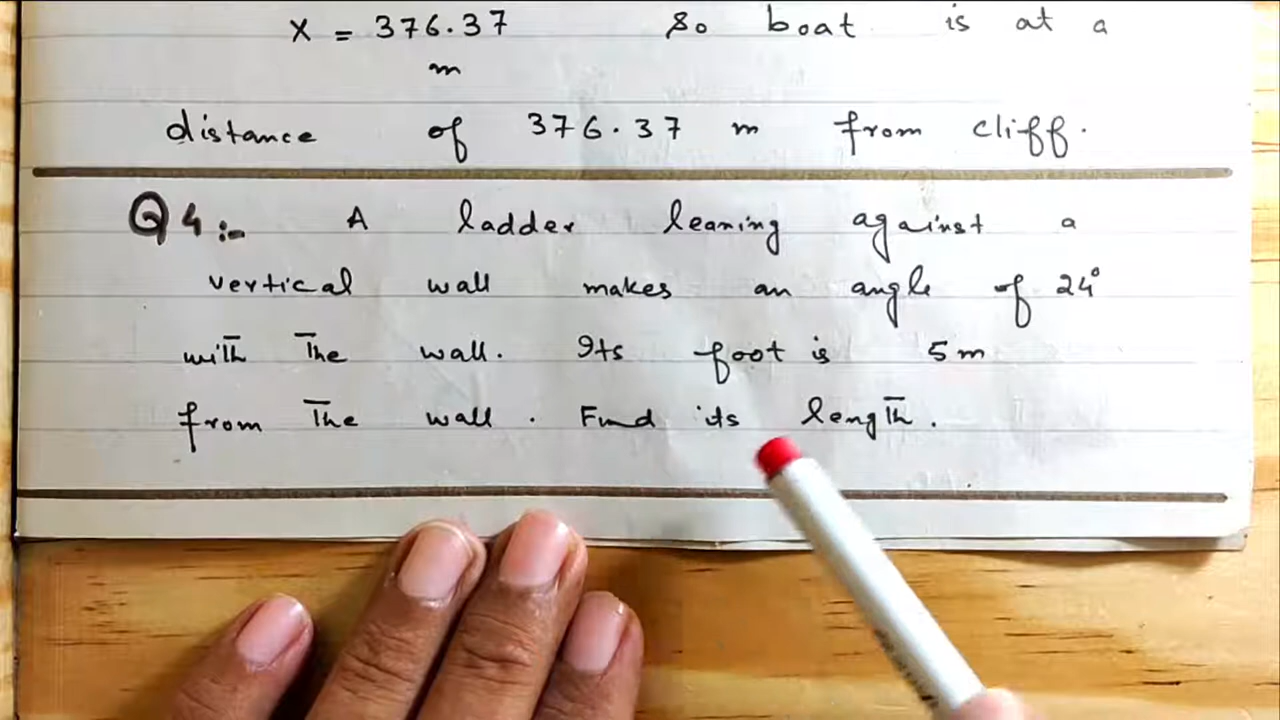 x = 376.37 So boat is at a
m
distance of 376.37 m from cliff.
Q4:- A ladder leaning against a
vertical wall makes an angle of 24°
with the wall. Its foot is 5m
from the wall. Find its length.